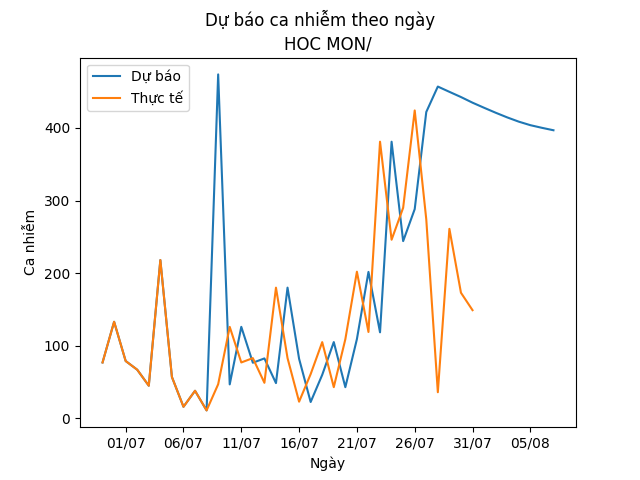 Dự báo ca nhiễm theo ngày
HOC MON/
Dự báo
Thực tế
Ca nhiễm
400
300
200
100
0
01/07 06/07 11/07 16/07 21/07 26/07 31/07 05/08
Ngày